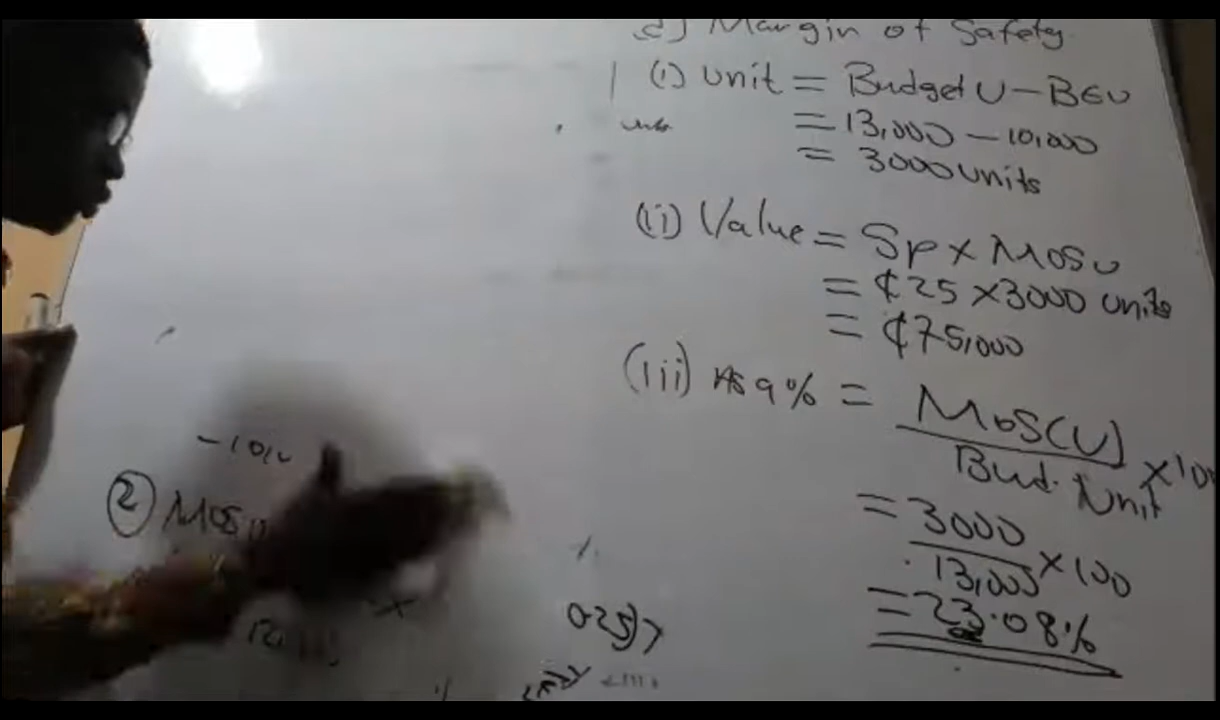 Margin of Safety
(i) Unit = Budget U - BEU
= 13,000 - 10,000
= 3000 units
(ii) Value = SP x MOSU
= ₵25 x 3000 units
= ₵75,000
(iii) As a % = MOS(U)
Bud. Unit x 100
= 3000
13,000 x 100
= 23.08%
② MOS